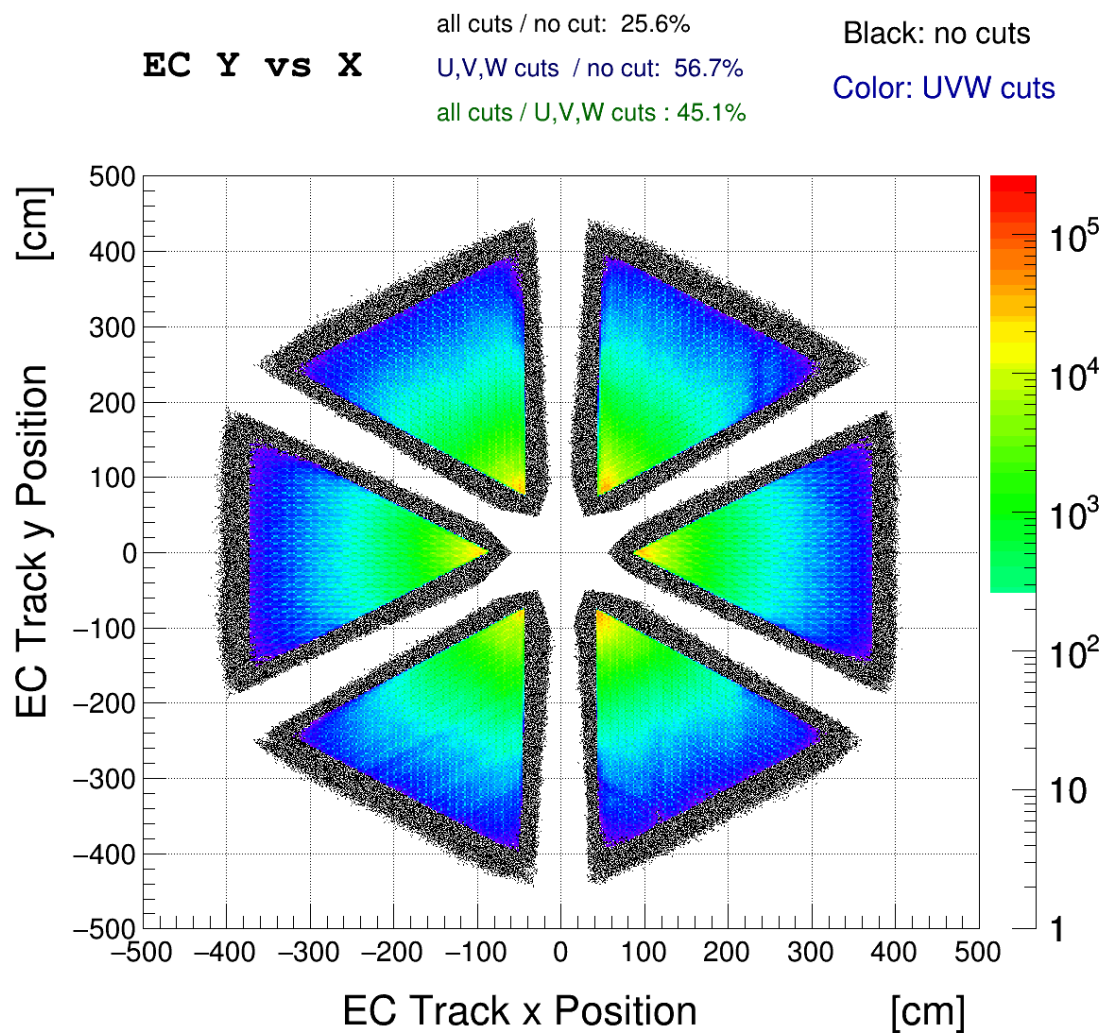 EC Y vs X
all cuts / no cut: 25.6%
U,V,W cuts / no cut: 56.7%
all cuts / U,V,W cuts : 45.1%
Black: no cuts
Color: UVW cuts
EC Track y Position [cm]
500
400
300
200
100
0
−100
−200
−300
−400
−500
−500 −400 −300 −200 −100 0 100 200 300 400 500
EC Track x Position [cm]
10^5
10^4
10^3
10^2
10
1